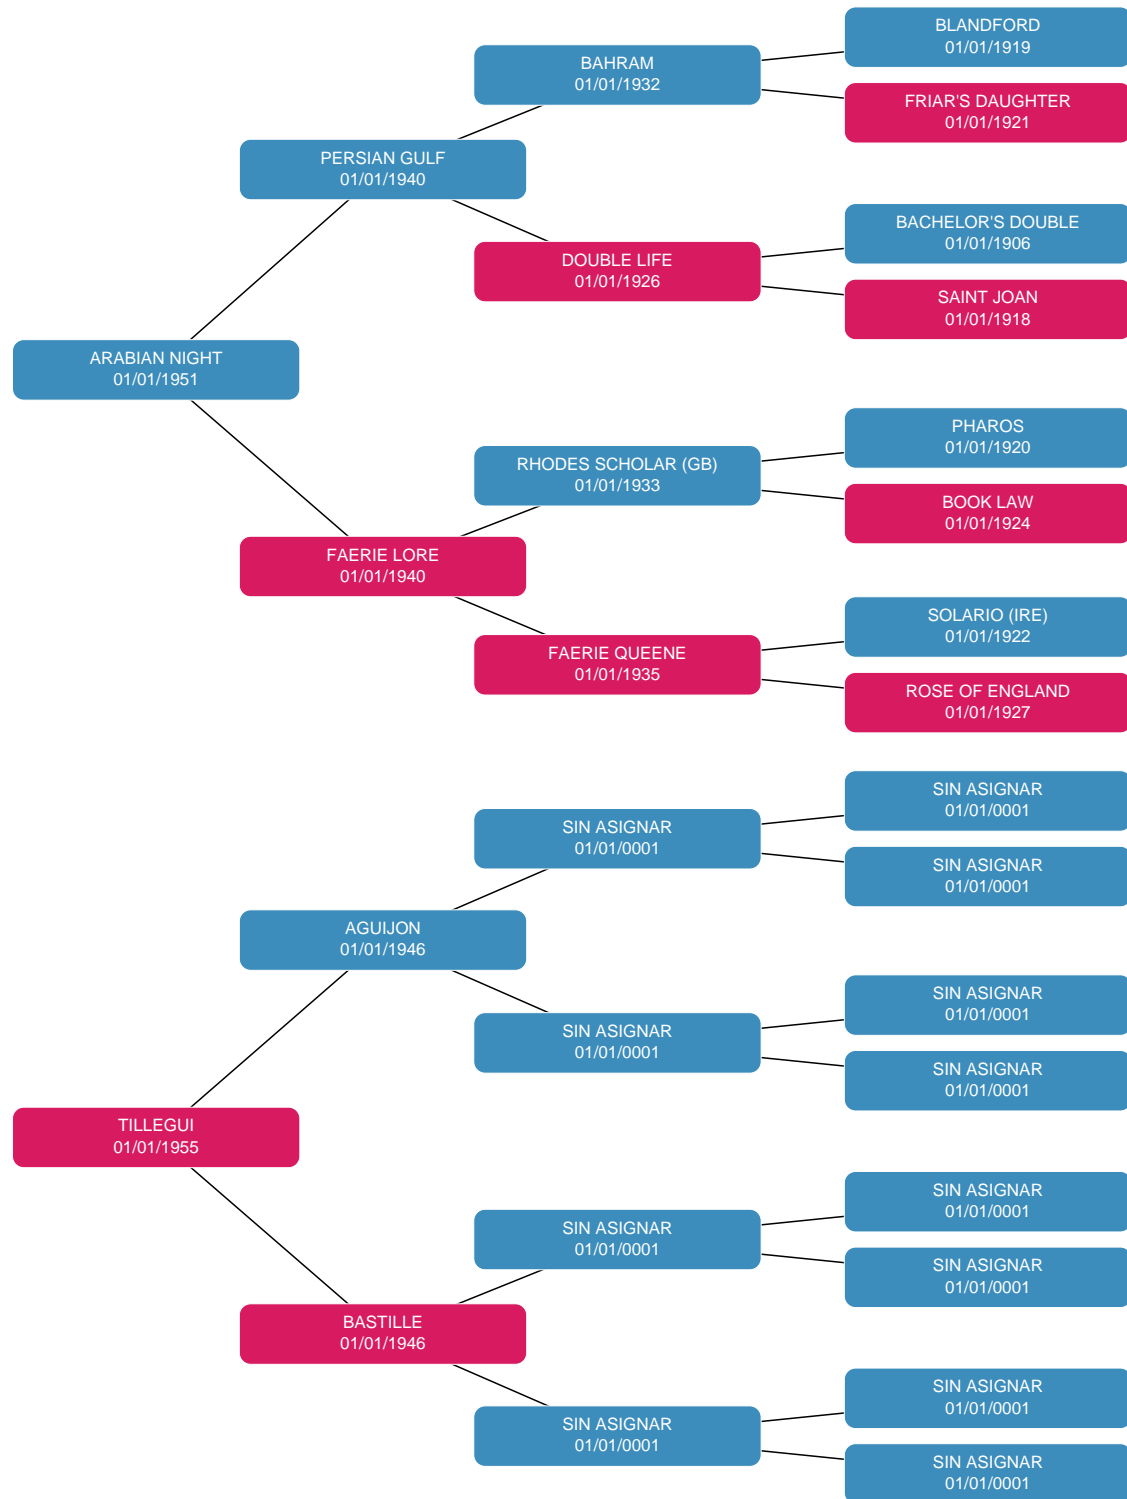 BLANDFORD
01/01/1919
BAHRAM
01/01/1932
FRIAR'S DAUGHTER
01/01/1921
PERSIAN GULF
01/01/1940
BACHELOR'S DOUBLE
01/01/1906
DOUBLE LIFE
01/01/1926
SAINT JOAN
01/01/1918
ARABIAN NIGHT
01/01/1951
PHAROS
01/01/1920
RHODES SCHOLAR (GB)
01/01/1933
BOOK LAW
01/01/1924
FAERIE LORE
01/01/1940
SOLARIO (IRE)
01/01/1922
FAERIE QUEENE
01/01/1935
ROSE OF ENGLAND
01/01/1927
SIN ASIGNAR
01/01/0001
SIN ASIGNAR
01/01/0001
SIN ASIGNAR
01/01/0001
AGUIJON
01/01/1946
SIN ASIGNAR
01/01/0001
SIN ASIGNAR
01/01/0001
SIN ASIGNAR
01/01/0001
TILLEGUI
01/01/1955
SIN ASIGNAR
01/01/0001
SIN ASIGNAR
01/01/0001
SIN ASIGNAR
01/01/0001
BASTILLE
01/01/1946
SIN ASIGNAR
01/01/0001
SIN ASIGNAR
01/01/0001
SIN ASIGNAR
01/01/0001